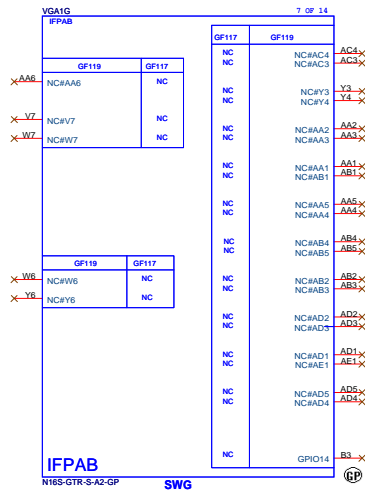 VGA1G 7 OF 14
IFPAB
GF117 GF119
NC NC#AC4 AC4
NC NC#AC3 AC3
GF119 GF117
AA6 NC#AA6 NC
NC NC#Y3 Y3
NC NC#Y4 Y4
V7 NC#V7 NC
NC NC#AA2 AA2
NC NC#AA3 AA3
W7 NC#W7 NC
NC NC#AA1 AA1
NC NC#AB1 AB1
NC NC#AA5 AA5
NC NC#AA4 AA4
NC NC#AB4 AB4
NC NC#AB5 AB5
GF119 GF117
W6 NC#W6 NC
NC NC#AB2 AB2
NC NC#AB3 AB3
Y6 NC#Y6 NC
NC NC#AD2 AD2
NC NC#AD3 AD3
NC NC#AD1 AD1
NC NC#AE1 AE1
NC NC#AD5 AD5
NC NC#AD4 AD4
NC GPIO14 B3
IFPAB
GP
N16S-GTR-S-A2-GP
SWG